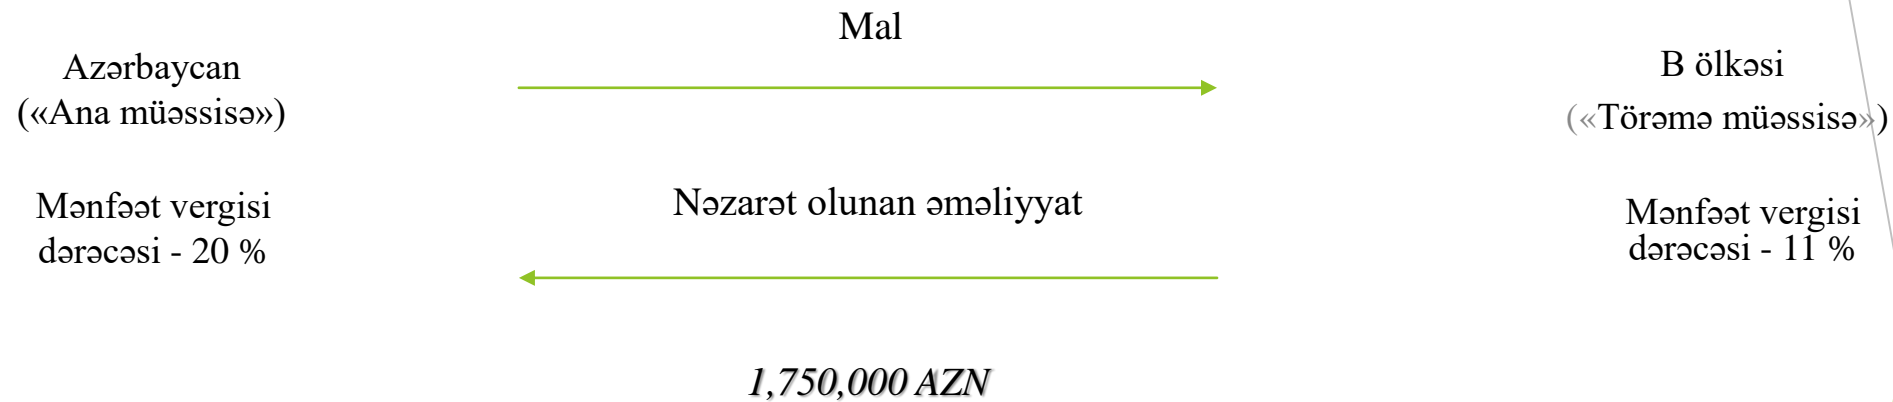 Mal
Azərbaycan
(«Ana müəssisə»)
B ölkəsi
(«Törəmə müəssisə»)
Mənfəət vergisi
dərəcəsi - 20 %
Nəzarət olunan əməliyyat
Mənfəət vergisi
dərəcəsi - 11 %
1,750,000 AZN